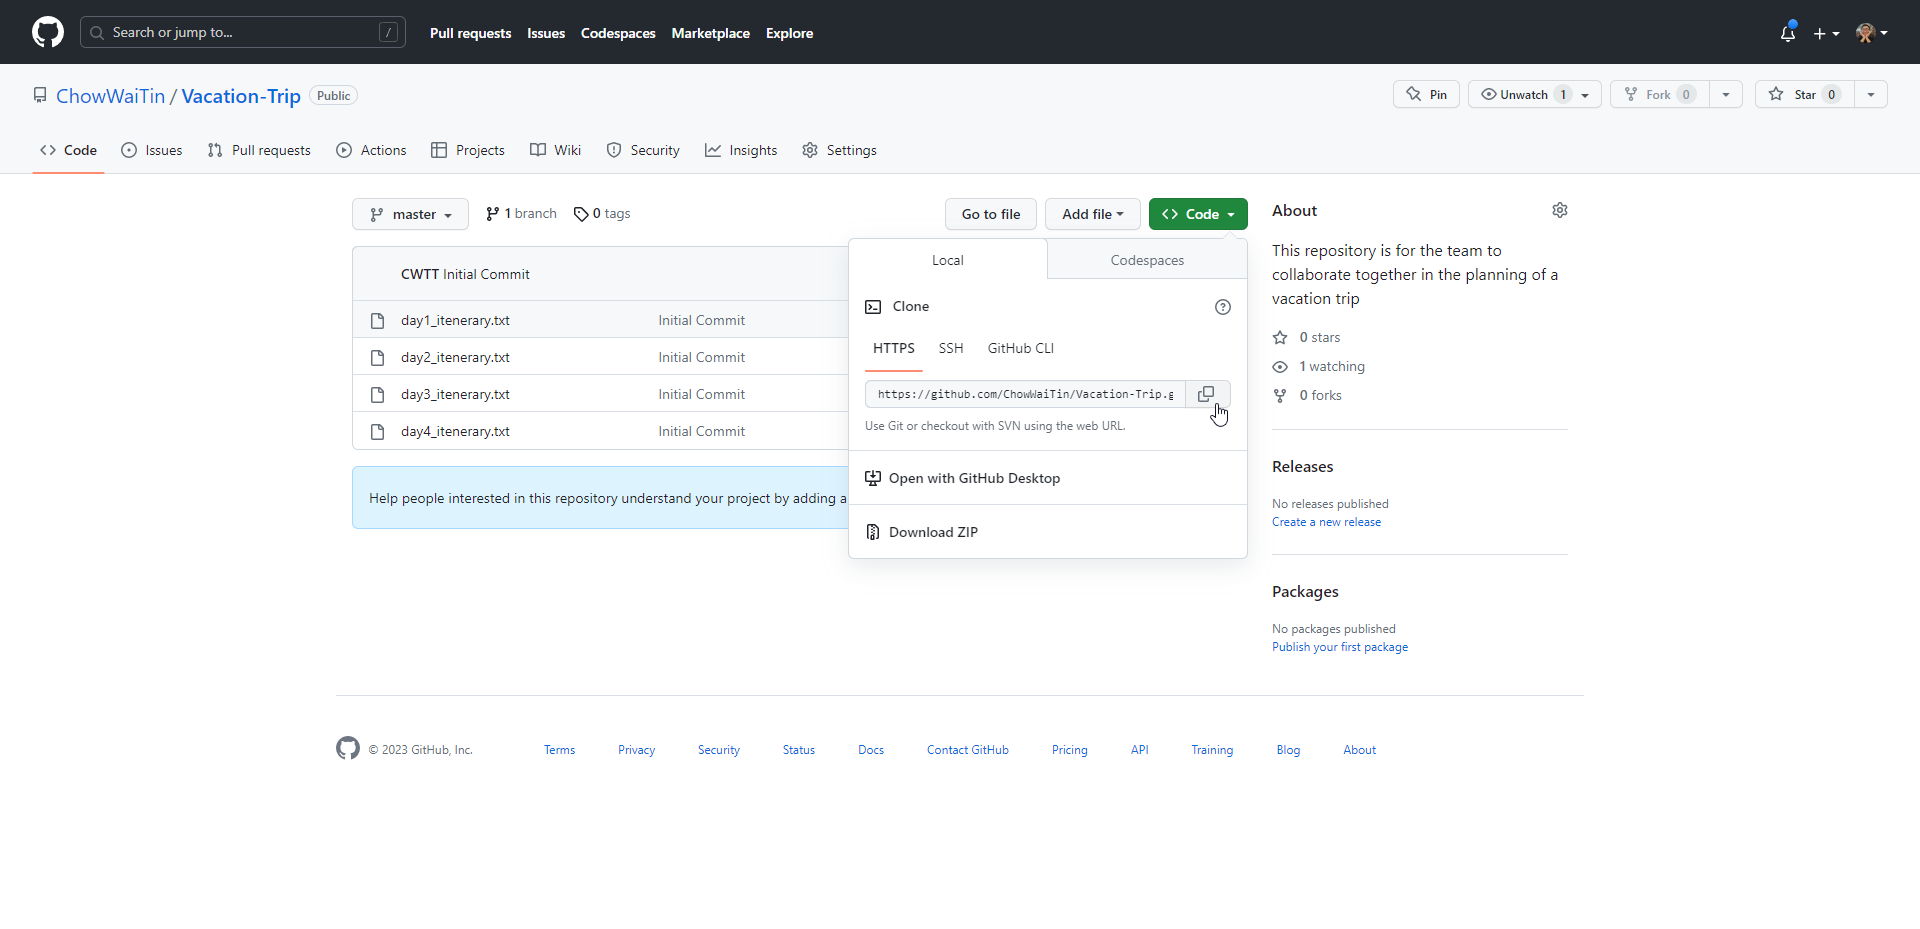 Search or jump to... /
Pull requests Issues Codespaces Marketplace Explore
ChowWaiTin / Vacation-Trip Public
Pin Unwatch 1 Fork 0 Star 0
Code Issues Pull requests Actions Projects Wiki Security Insights Settings
master 1 branch 0 tags
Go to file Add file Code
CWTT Initial Commit
day1_itenerary.txt Initial Commit
day2_itenerary.txt Initial Commit
day3_itenerary.txt Initial Commit
day4_itenerary.txt Initial Commit
Help people interested in this repository understand your project by adding a
Local Codespaces
Clone
HTTPS SSH GitHub CLI
https://github.com/ChowWaiTin/Vacation-Trip.g
Use Git or checkout with SVN using the web URL.
Open with GitHub Desktop
Download ZIP
About
This repository is for the team to
collaborate together in the planning of a
vacation trip
0 stars
1 watching
0 forks
Releases
No releases published
Create a new release
Packages
No packages published
Publish your first package
© 2023 GitHub, Inc. Terms Privacy Security Status Docs Contact GitHub Pricing API Training Blog About